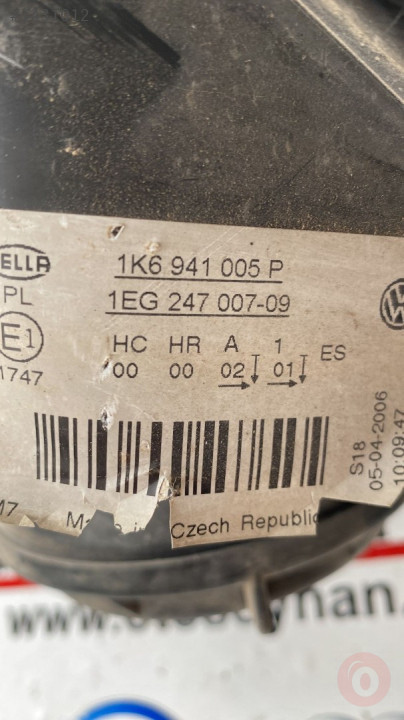 ELLA
1K6 941 005 P
PL
1EG 247 007-09
E1
HC HR A 1 ES
00 00 02 01
1747
S18
05-04-2006
10:09:47
Czech Republic